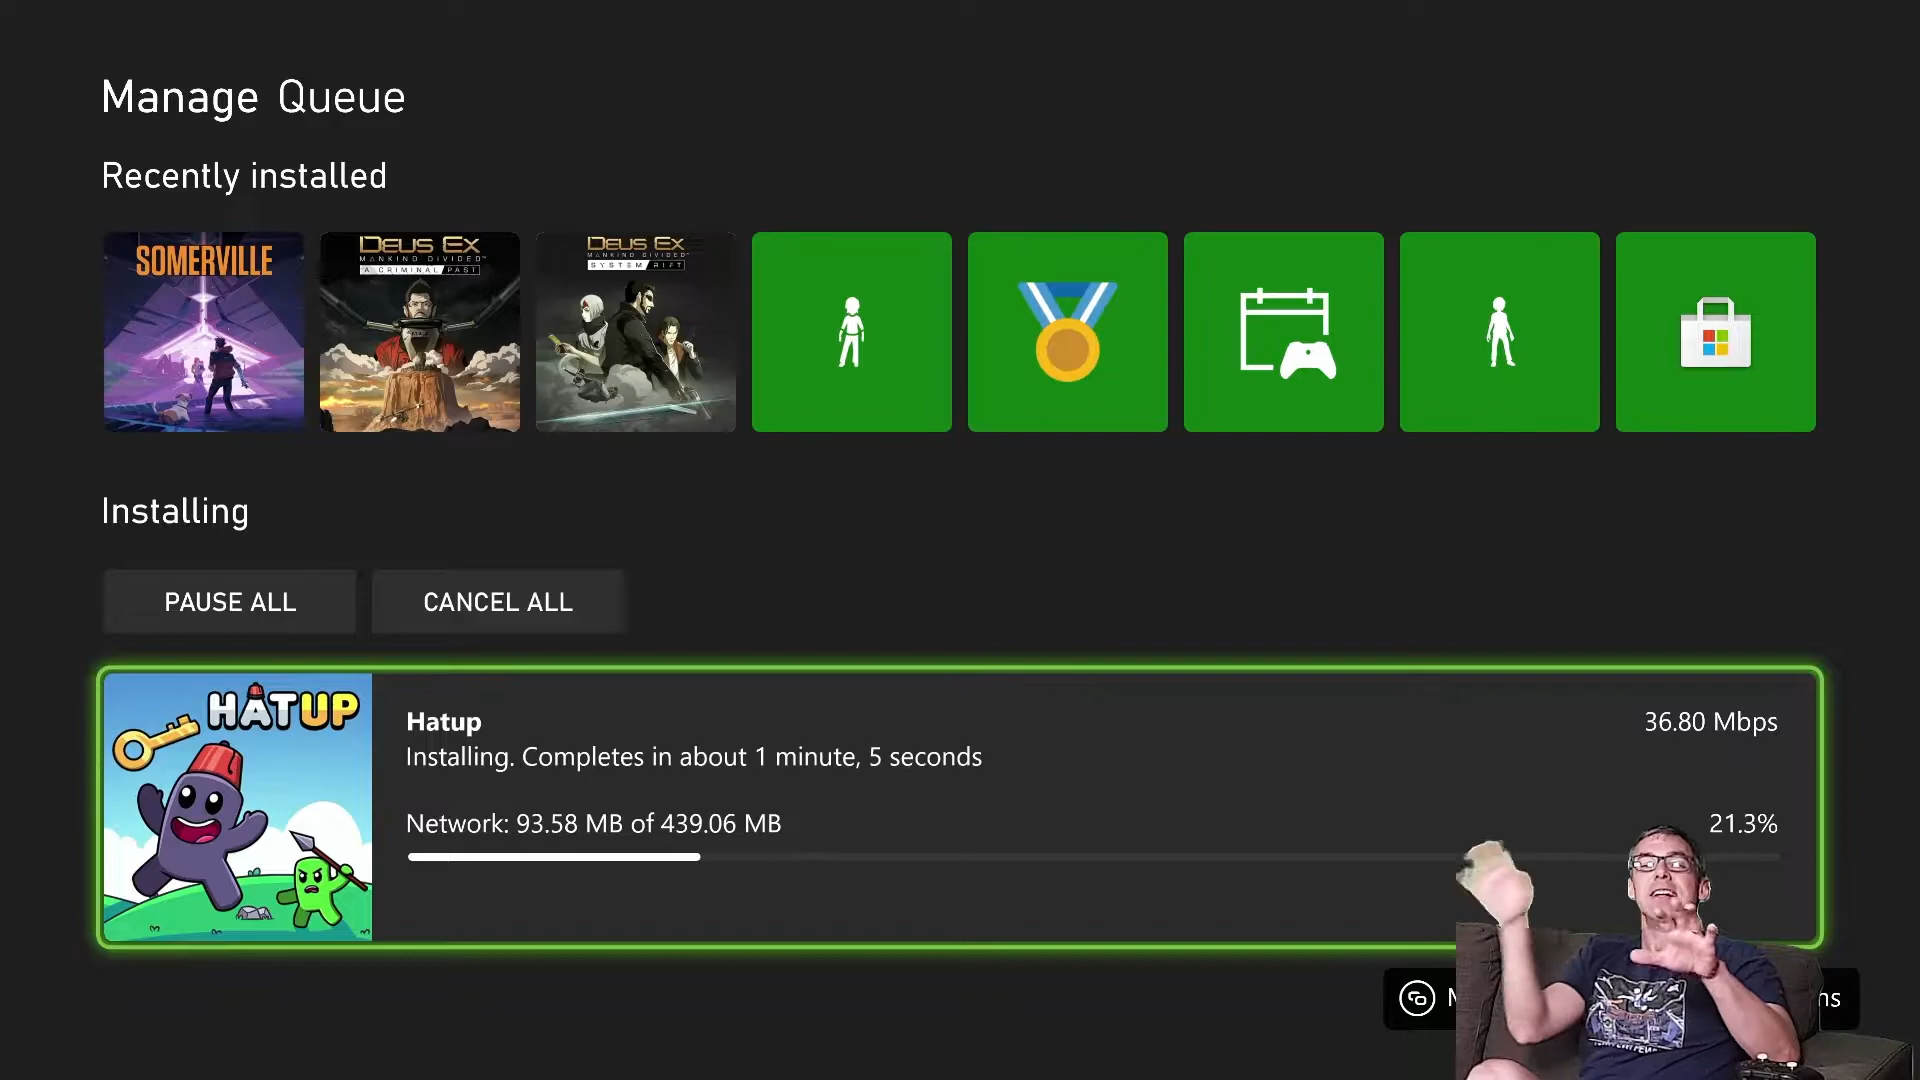 Manage Queue
Recently installed
SOMERVILLE
DEUS EX
MANKIND DIVIDED
A CRIMINAL PAST
DEUS EX
MANKIND DIVIDED
SYSTEM RIFT
Installing
PAUSE ALL
CANCEL ALL
HATUP
Hatup
36.80 Mbps
Installing. Completes in about 1 minute, 5 seconds
Network: 93.58 MB of 439.06 MB
21.3%